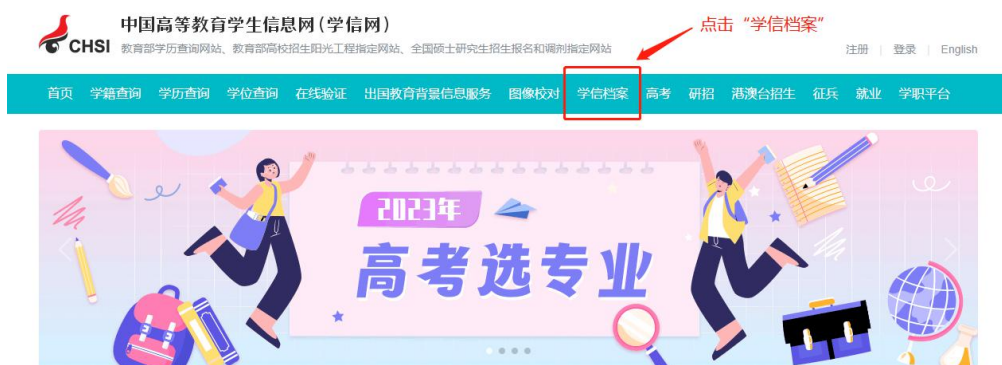 中国高等教育学生信息网(学信网)
点击“学信档案”
CHSI 教育部学历查询网站、教育部高校招生阳光工程指定网站、全国硕士研究生招生报名和调剂指定网站
注册 | 登录 | English
首页 学籍查询 学历查询 学位查询 在线验证 出国教育背景信息服务 图像校对 学信档案 高考 研招 港澳台招生 征兵 就业 学职平台
2023年
高考选专业